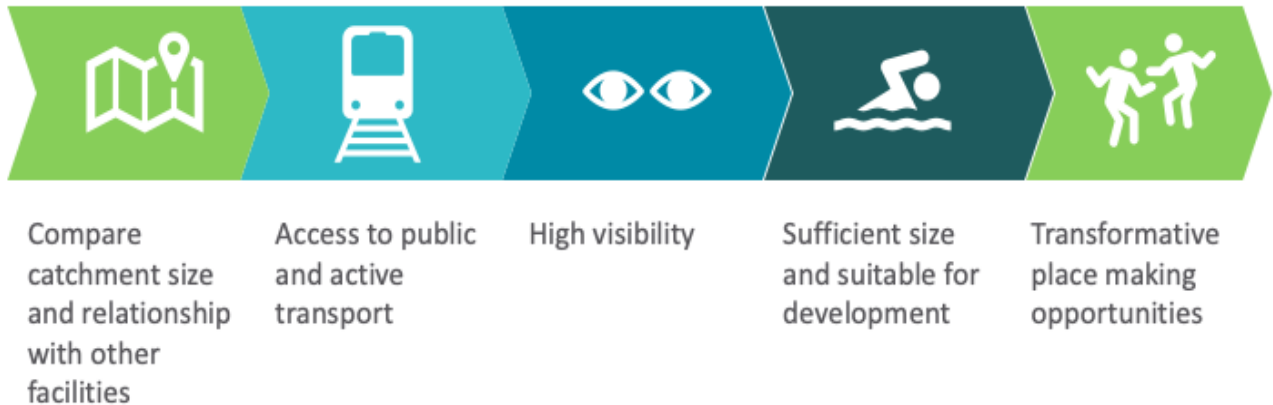 Compare
catchment size
and relationship
with other
facilities
Access to public
and active
transport
High visibility
Sufficient size
and suitable for
development
Transformative
place making
opportunities